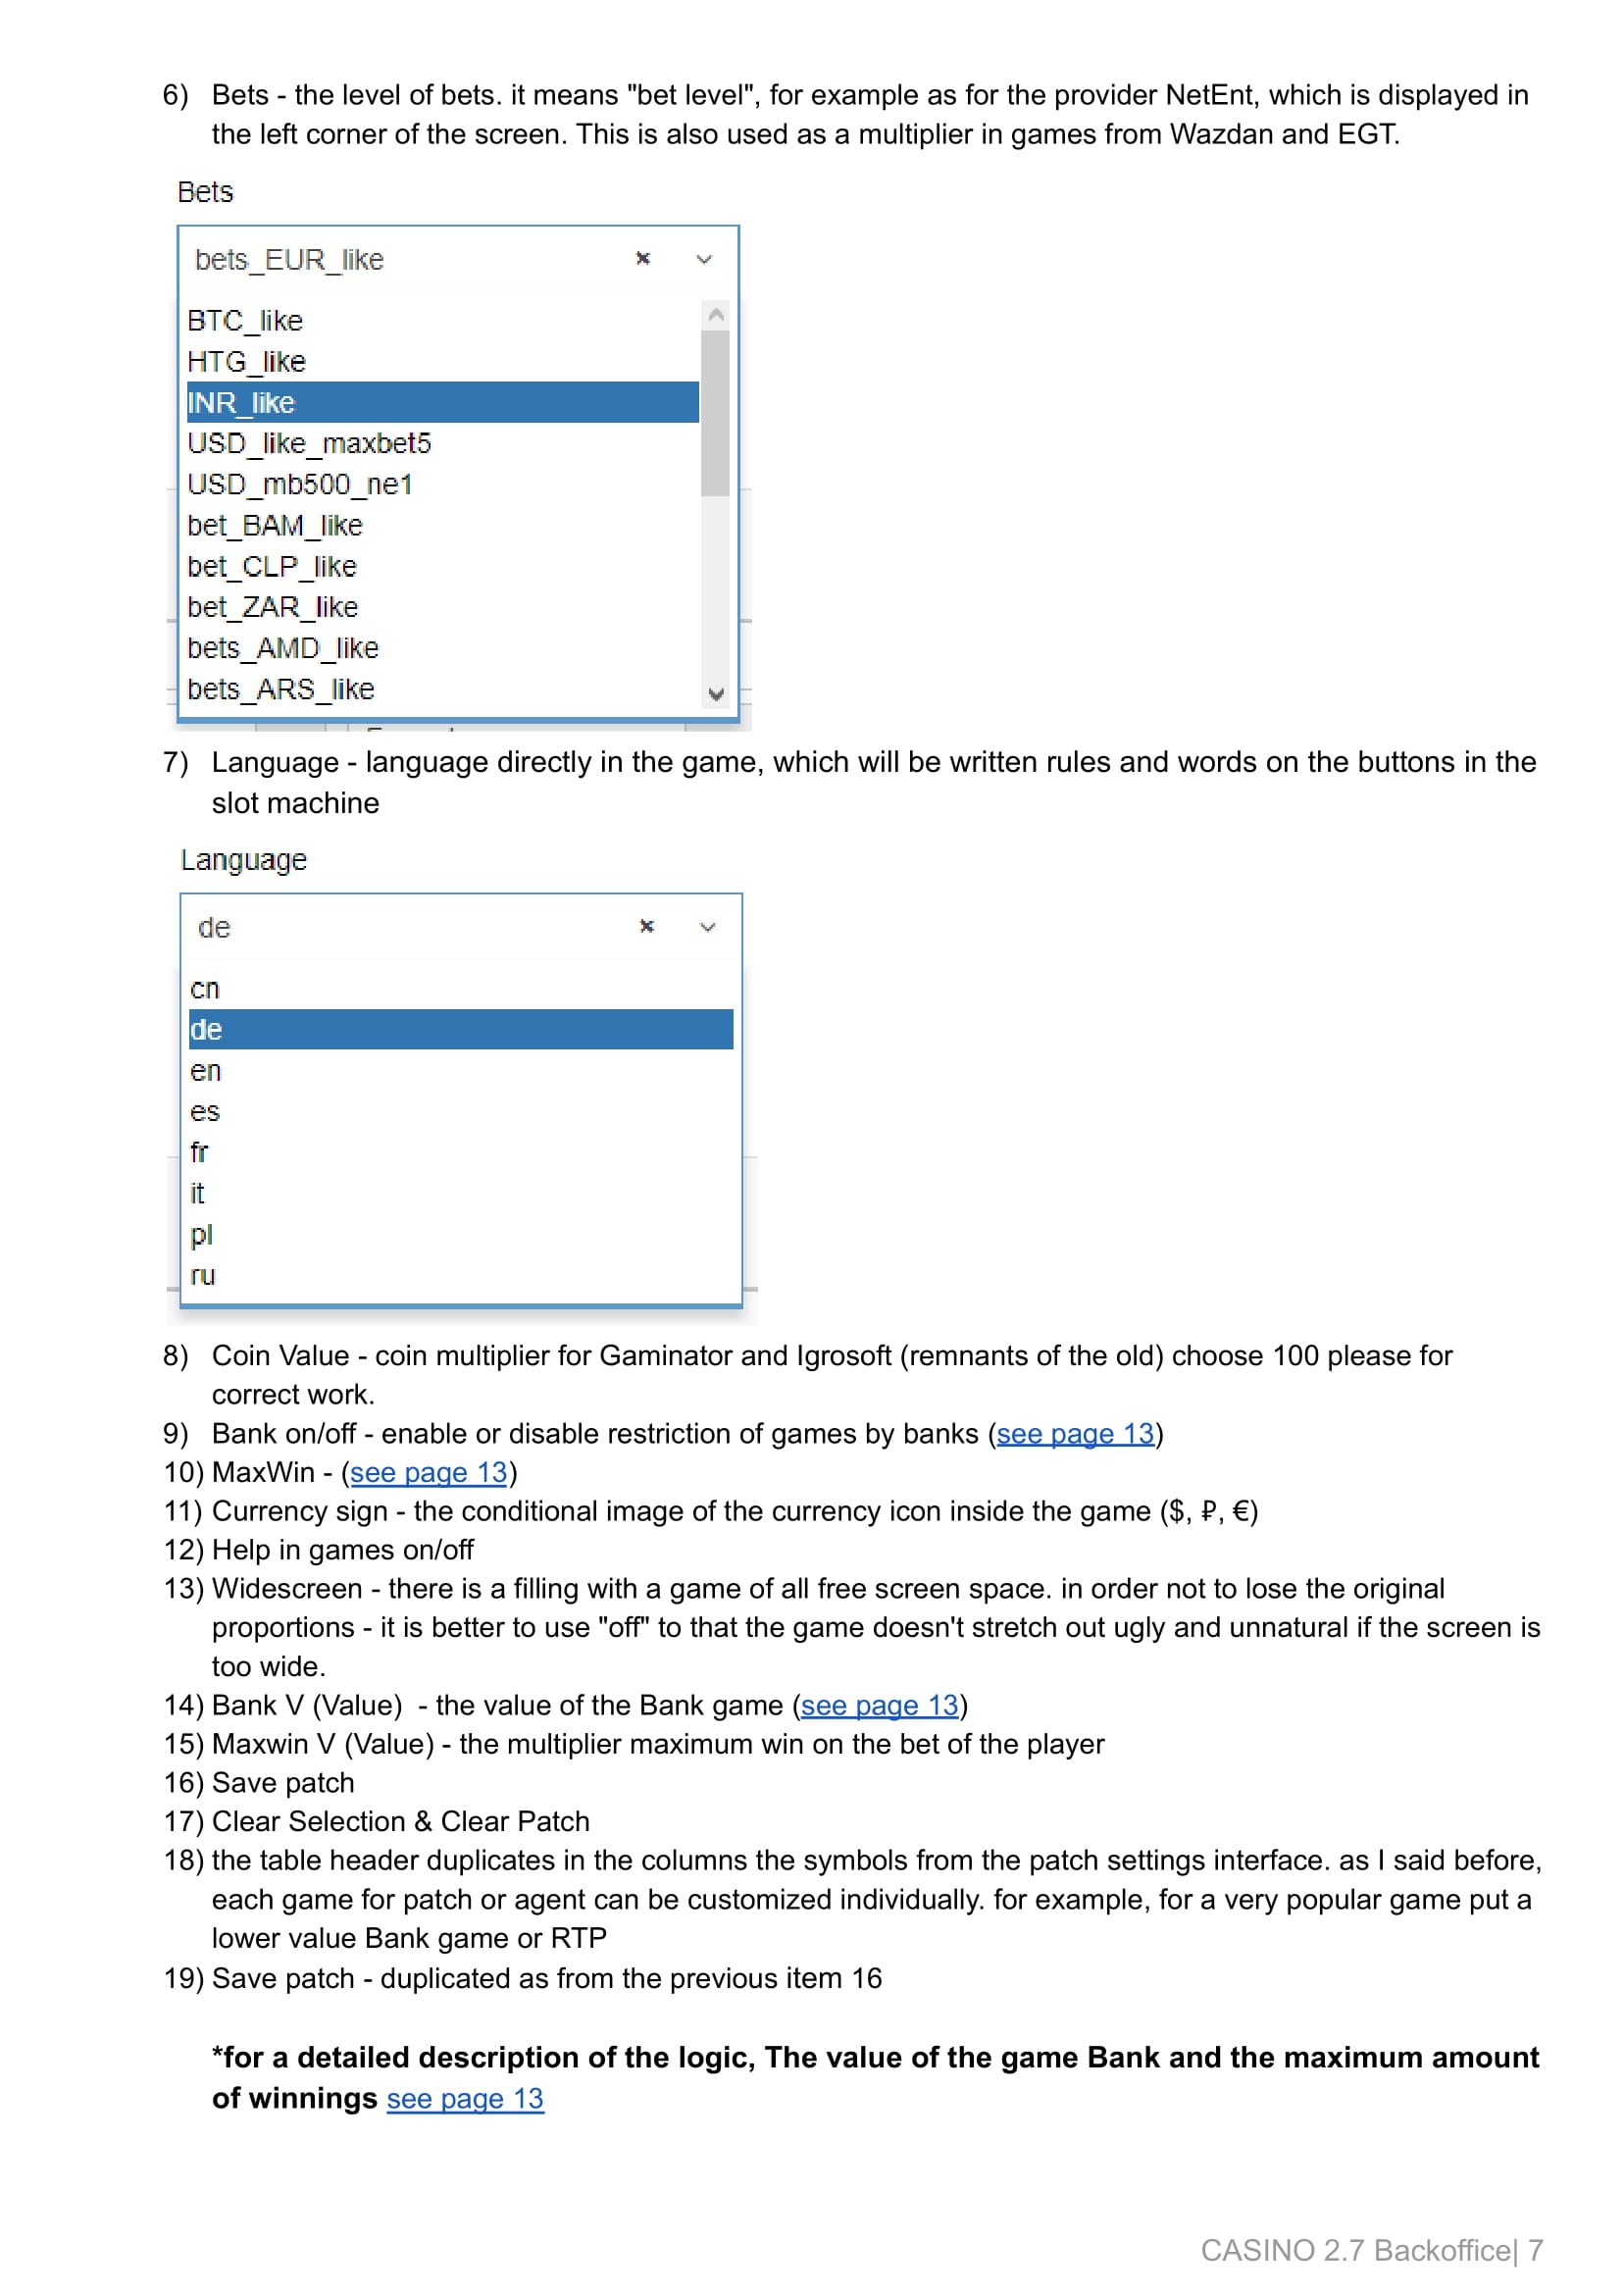 6) Bets - the level of bets. it means "bet level", for example as for the provider NetEnt, which is displayed in
the left corner of the screen. This is also used as a multiplier in games from Wazdan and EGT.
Bets
bets_EUR_like
BTC_like
HTG_like
INR_like
USD_like_maxbet5
USD_mb500_ne1
bet_BAM_like
bet_CLP_like
bet_ZAR_like
bets_AMD_like
bets_ARS_like
7) Language - language directly in the game, which will be written rules and words on the buttons in the
slot machine
Language
de
cn
de
en
es
fr
it
pl
ru
8) Coin Value - coin multiplier for Gaminator and Igrosoft (remnants of the old) choose 100 please for
correct work.
9) Bank on/off - enable or disable restriction of games by banks (see page 13)
10) MaxWin - (see page 13)
11) Currency sign - the conditional image of the currency icon inside the game ($, ₽, €)
12) Help in games on/off
13) Widescreen - there is a filling with a game of all free screen space. in order not to lose the original
proportions - it is better to use "off" to that the game doesn't stretch out ugly and unnatural if the screen is
too wide.
14) Bank V (Value) - the value of the Bank game (see page 13)
15) Maxwin V (Value) - the multiplier maximum win on the bet of the player
16) Save patch
17) Clear Selection & Clear Patch
18) the table header duplicates in the columns the symbols from the patch settings interface. as I said before,
each game for patch or agent can be customized individually. for example, for a very popular game put a
lower value Bank game or RTP
19) Save patch - duplicated as from the previous item 16
*for a detailed description of the logic, The value of the game Bank and the maximum amount
of winnings see page 13
CASINO 2.7 Backoffice| 7